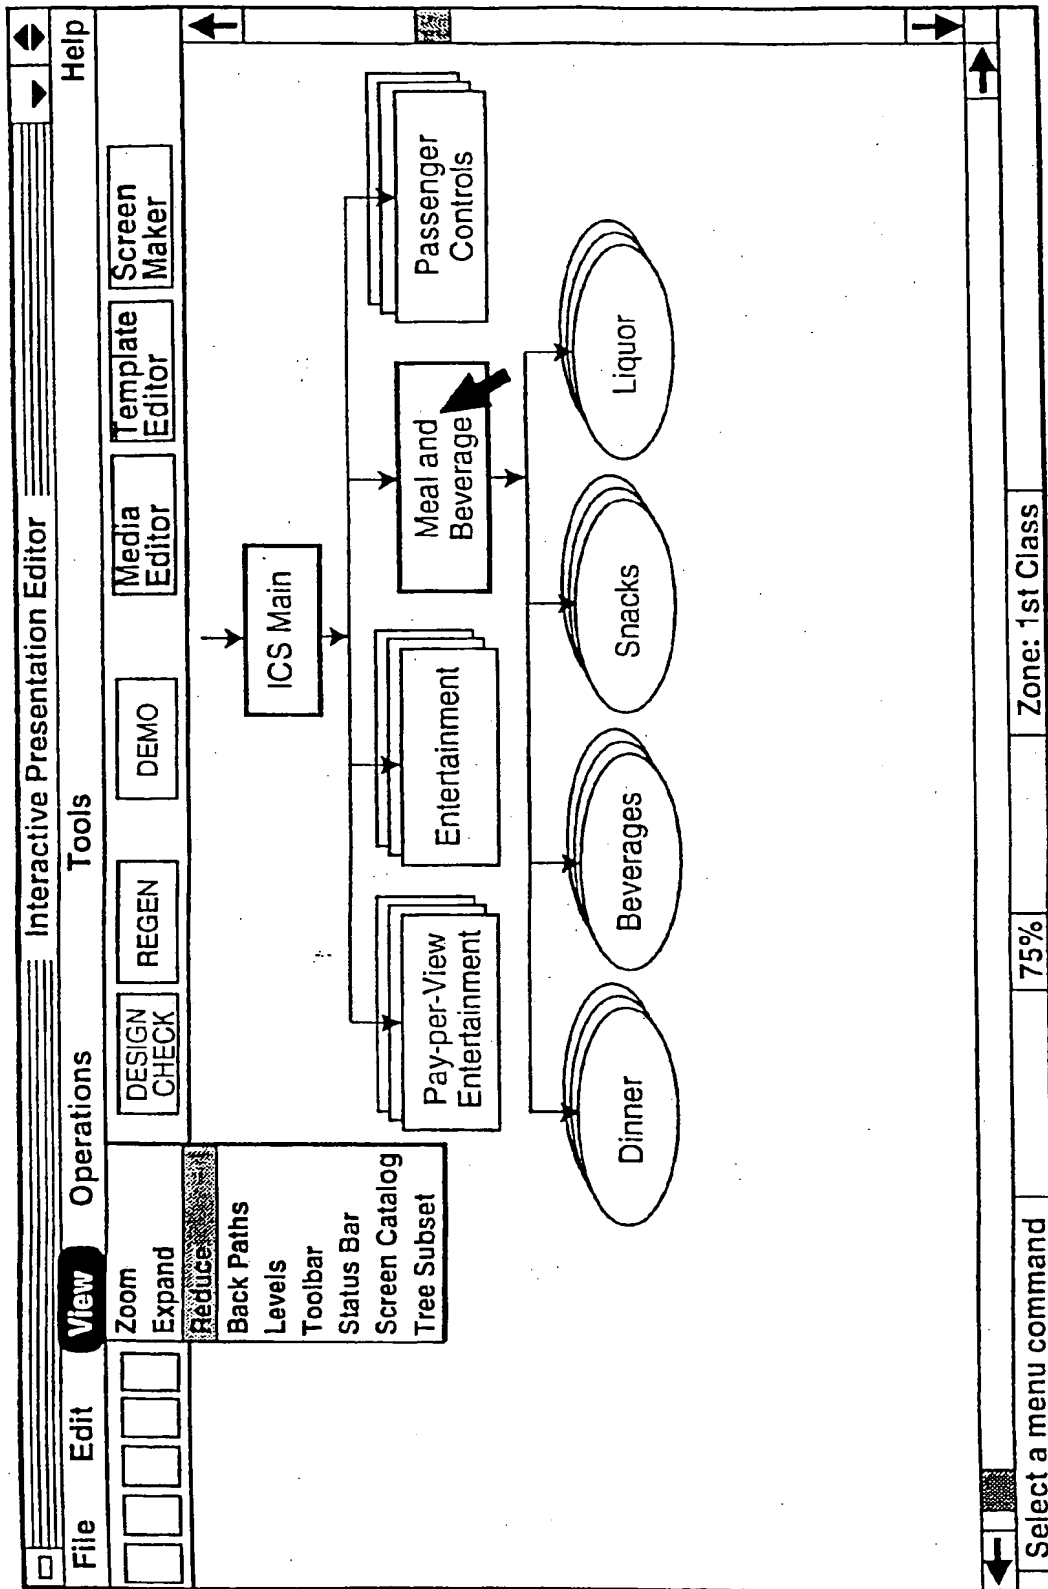 Interactive Presentation Editor
File Edit View Operations Tools Help
DESIGN
CHECK
REGEN
DEMO
Media
Editor
Template
Editor
Screen
Maker
Zoom
Expand
Reduce
Back Paths
Levels
Toolbar
Status Bar
Screen Catalog
Tree Subset
ICS Main
Pay-per-View
Entertainment
Entertainment
Meal and
Beverage
Passenger
Controls
Dinner
Beverages
Snacks
Liquor
Select a menu command
75%
Zone: 1st Class